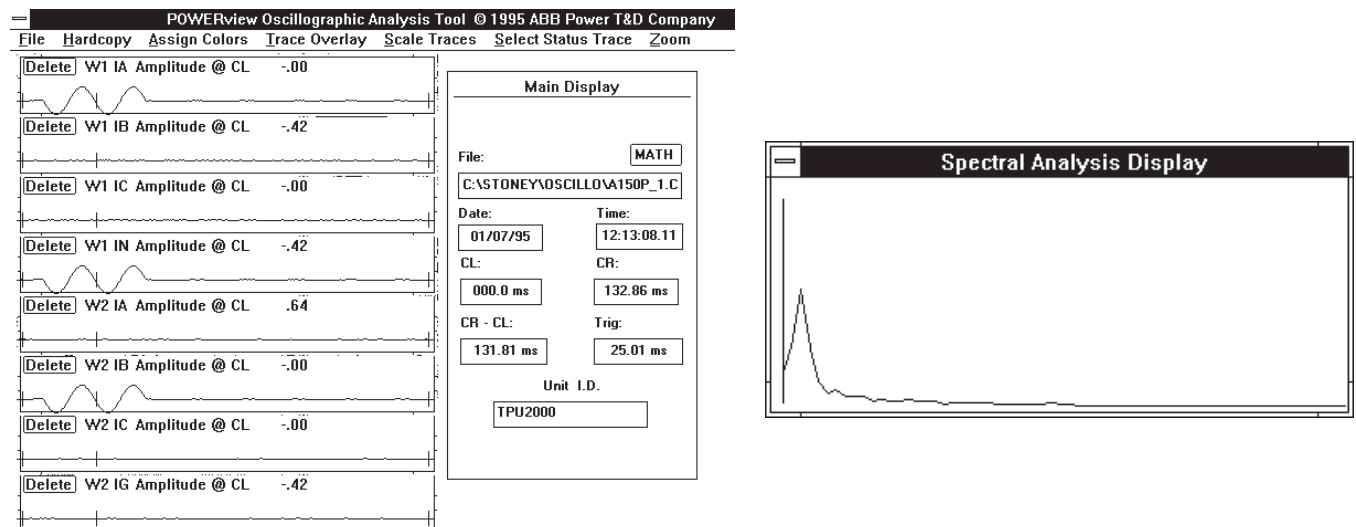 POWERview Oscillographic Analysis Tool © 1995 ABB Power T&D Company
File Hardcopy Assign Colors Trace Overlay Scale Traces Select Status Trace Zoom
Delete W1 IA Amplitude @ CL -.00
Delete W1 IB Amplitude @ CL -.42
Delete W1 IC Amplitude @ CL -.00
Delete W1 IN Amplitude @ CL -.42
Delete W2 IA Amplitude @ CL .64
Delete W2 IB Amplitude @ CL -.00
Delete W2 IC Amplitude @ CL -.00
Delete W2 IG Amplitude @ CL -.42
Main Display
File: MATH
C:\STONEY\OSCILLO\A150P_1.C
Date: Time:
01/07/95 12:13:08.11
CL: CR:
000.0 ms 132.86 ms
CR - CL: Trig:
131.81 ms 25.01 ms
Unit I.D.
TPU2000
Spectral Analysis Display